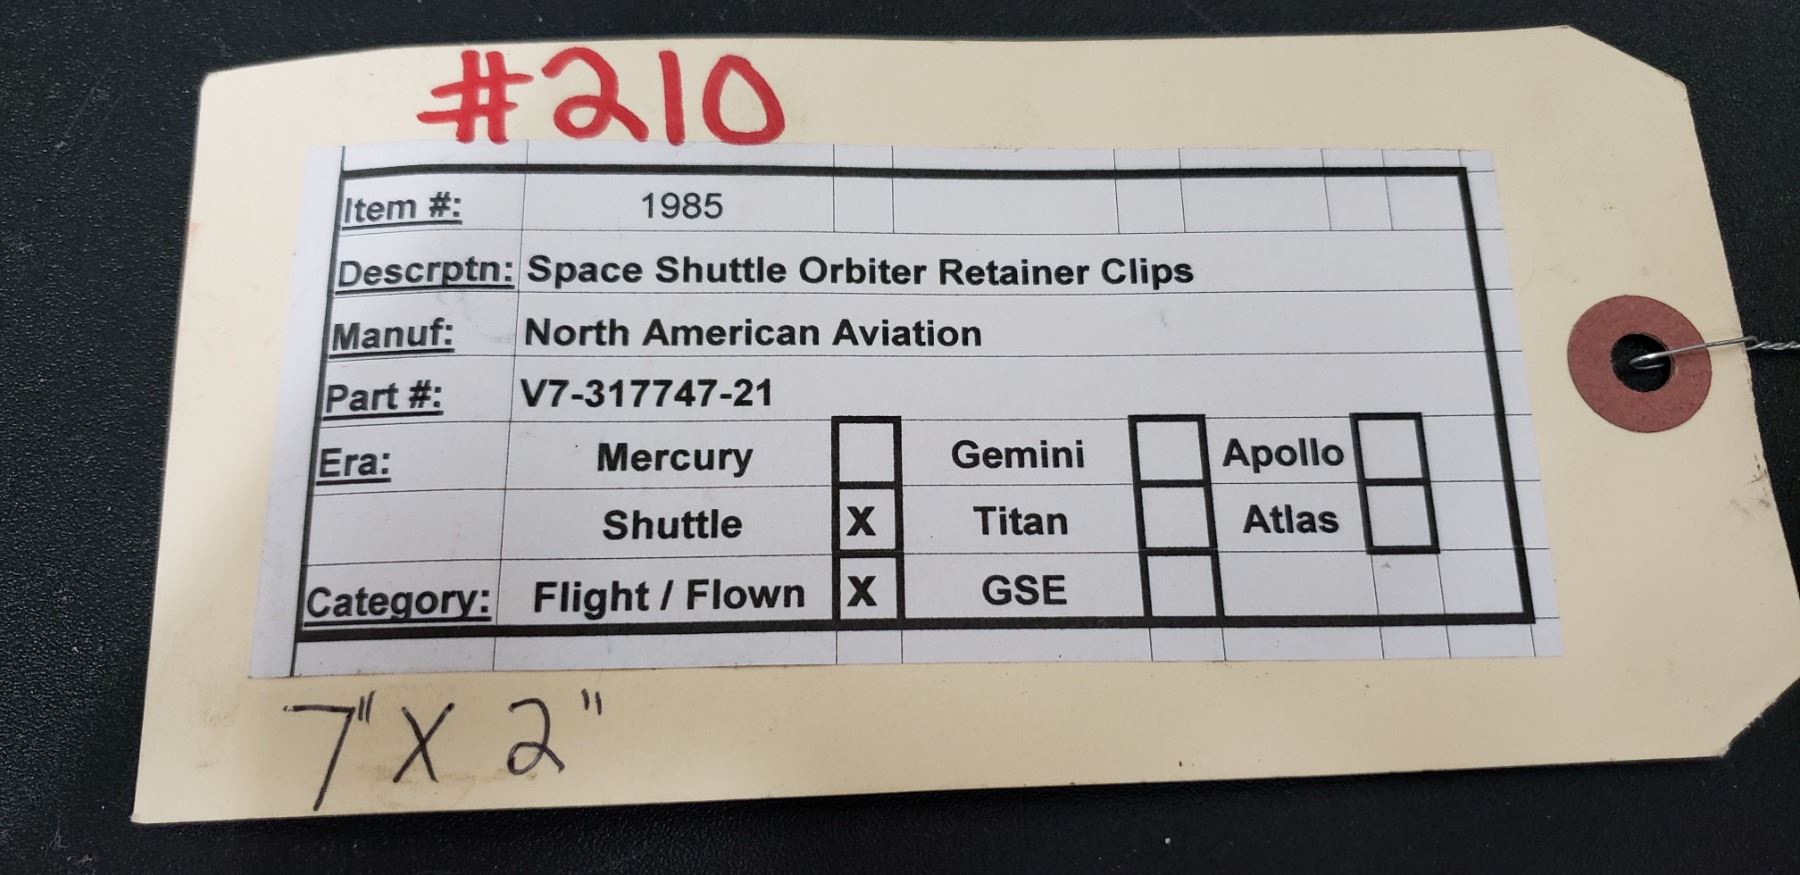 #210
Item #: 1985
Descrptn: Space Shuttle Orbiter Retainer Clips
Manuf: North American Aviation
Part #: V7-317747-21
Era: Mercury Gemini Apollo
Shuttle X Titan Atlas
Category: Flight / Flown X GSE
7" X 2"